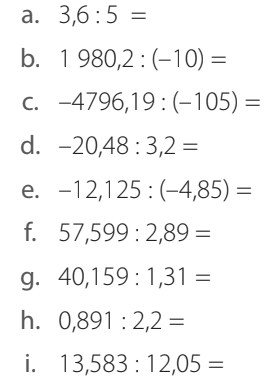 a. 3,6 : 5 =
b. 1 980,2 : (–10) =
c. –4796,19 : (–105) =
d. –20,48 : 3,2 =
e. –12,125 : (–4,85) =
f. 57,599 : 2,89 =
g. 40,159 : 1,31 =
h. 0,891 : 2,2 =
i. 13,583 : 12,05 =